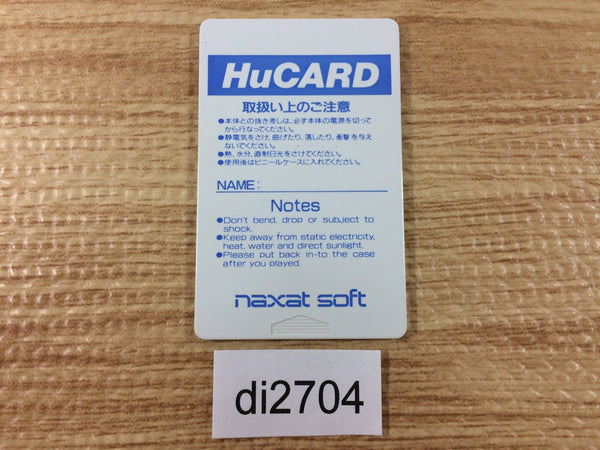 HuCARD
取扱い上のご注意
●本体との抜き差しは、必ず本体の電源を切って
から行なってください。
●静電気をさけ、曲げたり、落したり、衝撃を与え
ないでください。
●熱、水分、直射日光をさけてください。
●使用後はビニールケースに入れてください。
NAME:
Notes
●Don't bend, drop or subject to
shock.
●Keep away from static electricity,
heat, water and direct sunlight.
●Please put back in-to the case
after you played.
naxat soft
di2704